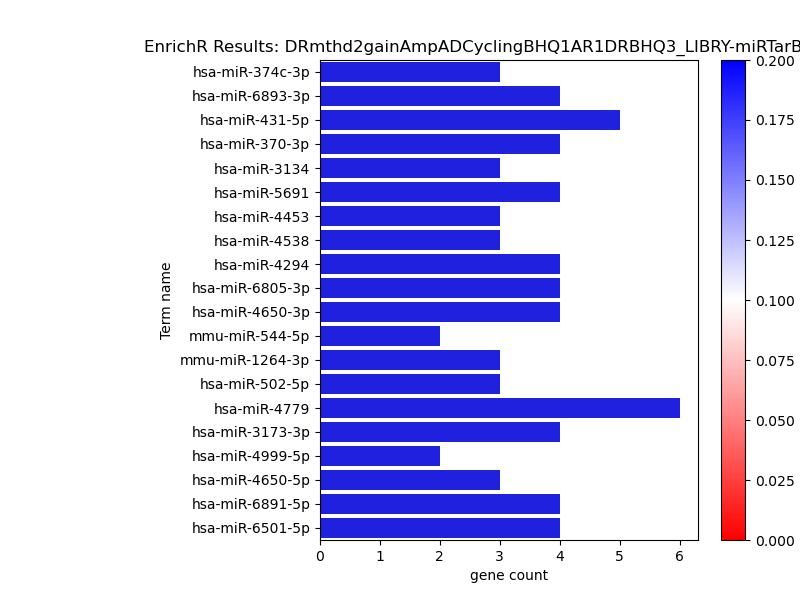 EnrichR Results: DRmthd2gainAmpADCyclingBHQ1AR1DRBHQ3_LIBRY-miRTarB
hsa-miR-374c-3p
hsa-miR-6893-3p
hsa-miR-431-5p
hsa-miR-370-3p
hsa-miR-3134
hsa-miR-5691
hsa-miR-4453
hsa-miR-4538
hsa-miR-4294
hsa-miR-6805-3p
hsa-miR-4650-3p
mmu-miR-544-5p
mmu-miR-1264-3p
hsa-miR-502-5p
hsa-miR-4779
hsa-miR-3173-3p
hsa-miR-4999-5p
hsa-miR-4650-5p
hsa-miR-6891-5p
hsa-miR-6501-5p
Term name
0 1 2 3 4 5 6
gene count
0.200
0.175
0.150
0.125
0.100
0.075
0.050
0.025
0.000